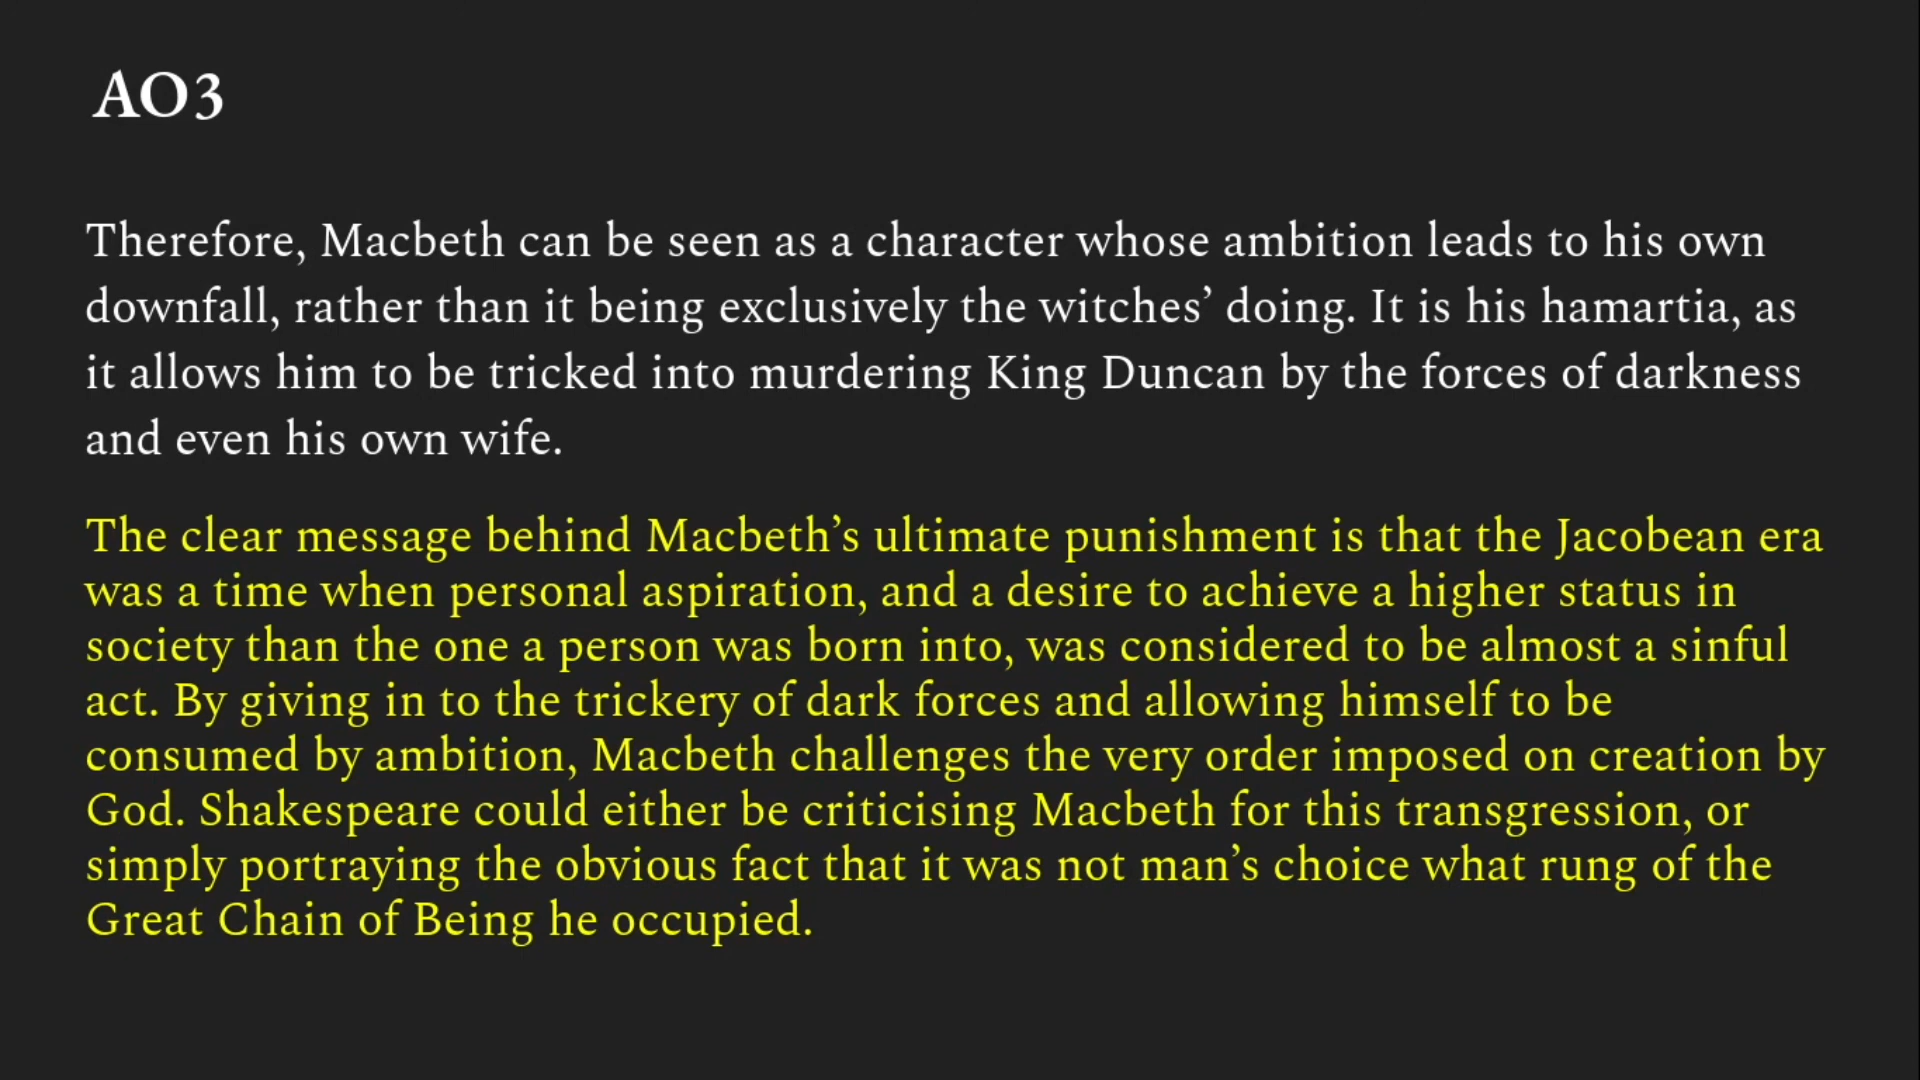 AO3
Therefore, Macbeth can be seen as a character whose ambition leads to his own
downfall, rather than it being exclusively the witches’ doing. It is his hamartia, as
it allows him to be tricked into murdering King Duncan by the forces of darkness
and even his own wife.
The clear message behind Macbeth’s ultimate punishment is that the Jacobean era
was a time when personal aspiration, and a desire to achieve a higher status in
society than the one a person was born into, was considered to be almost a sinful
act. By giving in to the trickery of dark forces and allowing himself to be
consumed by ambition, Macbeth challenges the very order imposed on creation by
God. Shakespeare could either be criticising Macbeth for this transgression, or
simply portraying the obvious fact that it was not man’s choice what rung of the
Great Chain of Being he occupied.